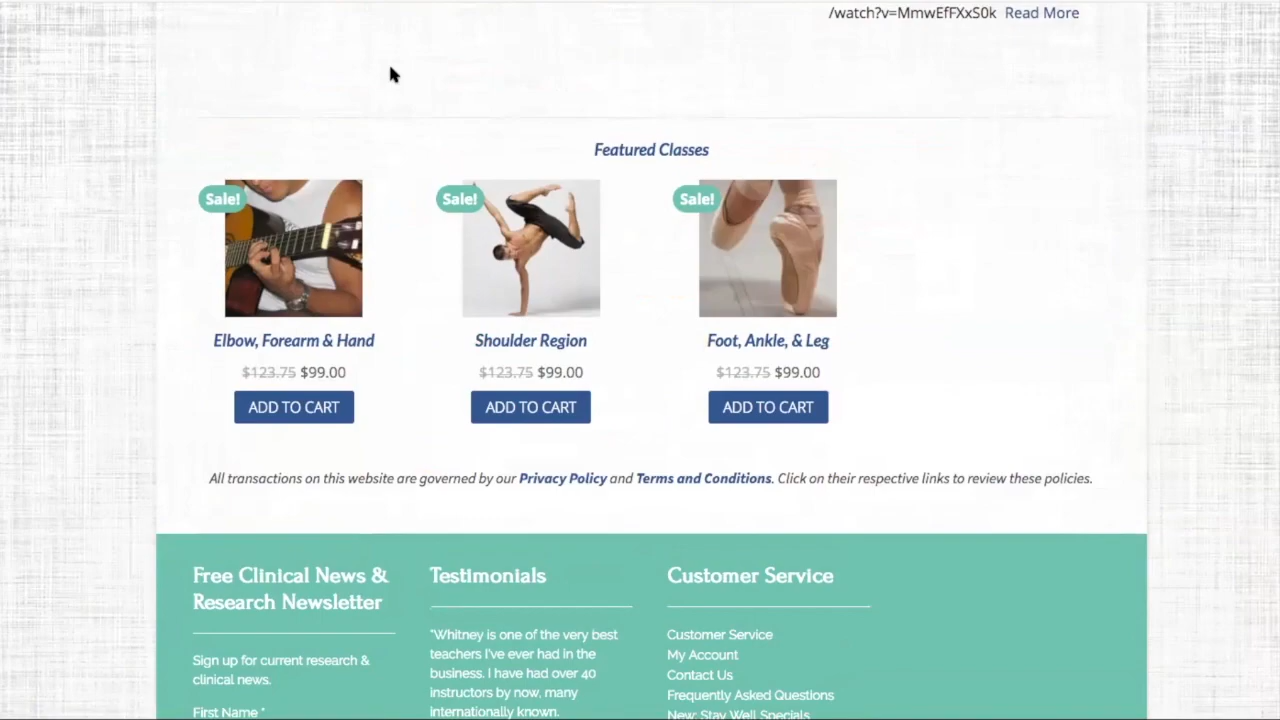 /watch?v=MmwEfFXxS0k Read More
Featured Classes
Sale!
Sale!
Sale!
Elbow, Forearm & Hand
Shoulder Region
Foot, Ankle, & Leg
$123.75 $99.00
$123.75 $99.00
$123.75 $99.00
ADD TO CART
ADD TO CART
ADD TO CART
All transactions on this website are governed by our Privacy Policy and Terms and Conditions. Click on their respective links to review these policies.
Free Clinical News &
Research Newsletter
Sign up for current research &
clinical news.
First Name *
Testimonials
"Whitney is one of the very best
teachers I've ever had in the
business. I have had over 40
instructors by now, many
internationally known.
Customer Service
Customer Service
My Account
Contact Us
Frequently Asked Questions
New: Stay Well Specials